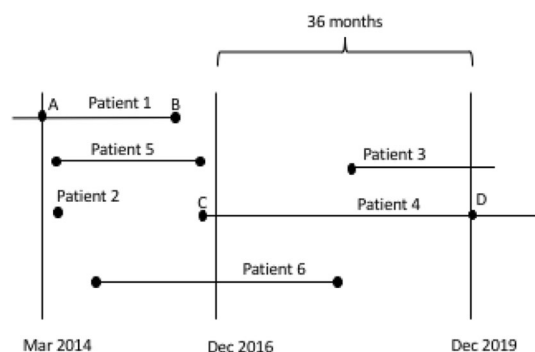 36 months
A
Patient 1
B
Patient 5
Patient 3
Patient 2
C
Patient 4
D
Patient 6
Mar 2014
Dec 2016
Dec 2019